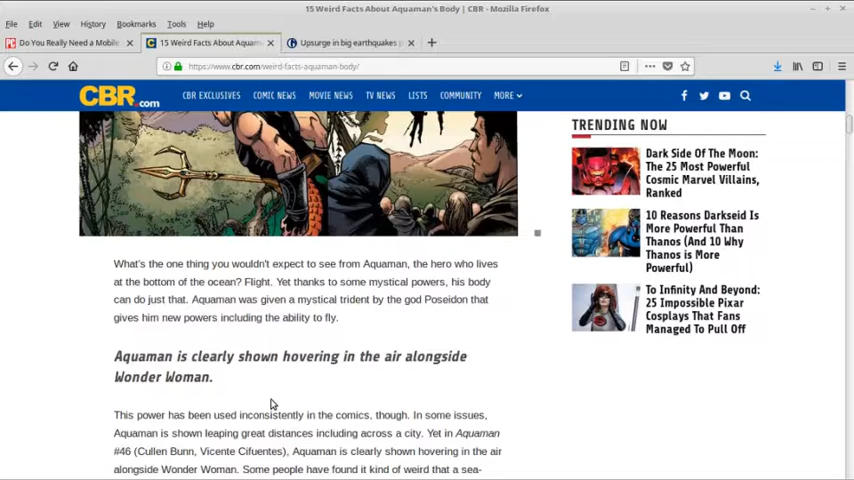 15 Weird Facts About Aquaman's Body | CBR - Mozilla Firefox
File Edit View History Bookmarks Tools Help
Do You Really Need a Mobile
15 Weird Facts About Aquaman
Upsurge in big earthquakes p
https://www.cbr.com/weird-facts-aquaman-body/
CBR.com
CBR EXCLUSIVES COMIC NEWS MOVIE NEWS TV NEWS LISTS COMMUNITY MORE
What's the one thing you wouldn't expect to see from Aquaman, the hero who lives
at the bottom of the ocean? Flight. Yet thanks to some mystical powers, his body
can do just that. Aquaman was given a mystical trident by the god Poseidon that
gives him new powers including the ability to fly.
Aquaman is clearly shown hovering in the air alongside
Wonder Woman.
This power has been used inconsistently in the comics, though. In some issues,
Aquaman is shown leaping great distances including across a city. Yet in Aquaman
#46 (Cullen Bunn, Vicente Cifuentes), Aquaman is clearly shown hovering in the air
alongside Wonder Woman. Some people have found it kind of weird that a sea-
TRENDING NOW
Dark Side Of The Moon:
The 25 Most Powerful
Cosmic Marvel Villains,
Ranked
10 Reasons Darkseid Is
More Powerful Than
Thanos (And 10 Why
Thanos is More
Powerful)
To Infinity And Beyond:
25 Impossible Pixar
Cosplays That Fans
Managed To Pull Off